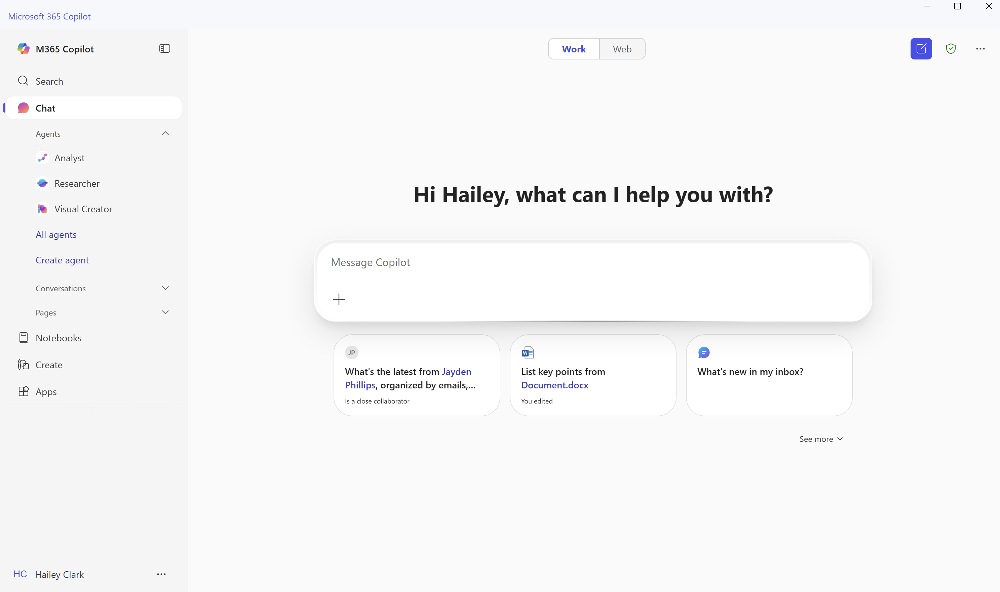 Microsoft 365 Copilot
M365 Copilot
Search
Chat
Agents
Analyst
Researcher
Visual Creator
All agents
Create agent
Conversations
Pages
Notebooks
Create
Apps
HC Hailey Clark
Work Web
Hi Hailey, what can I help you with?
Message Copilot
JP
What's the latest from Jayden
Phillips, organized by emails,...
Is a close collaborator
W
List key points from
Document.docx
You edited
What's new in my inbox?
See more